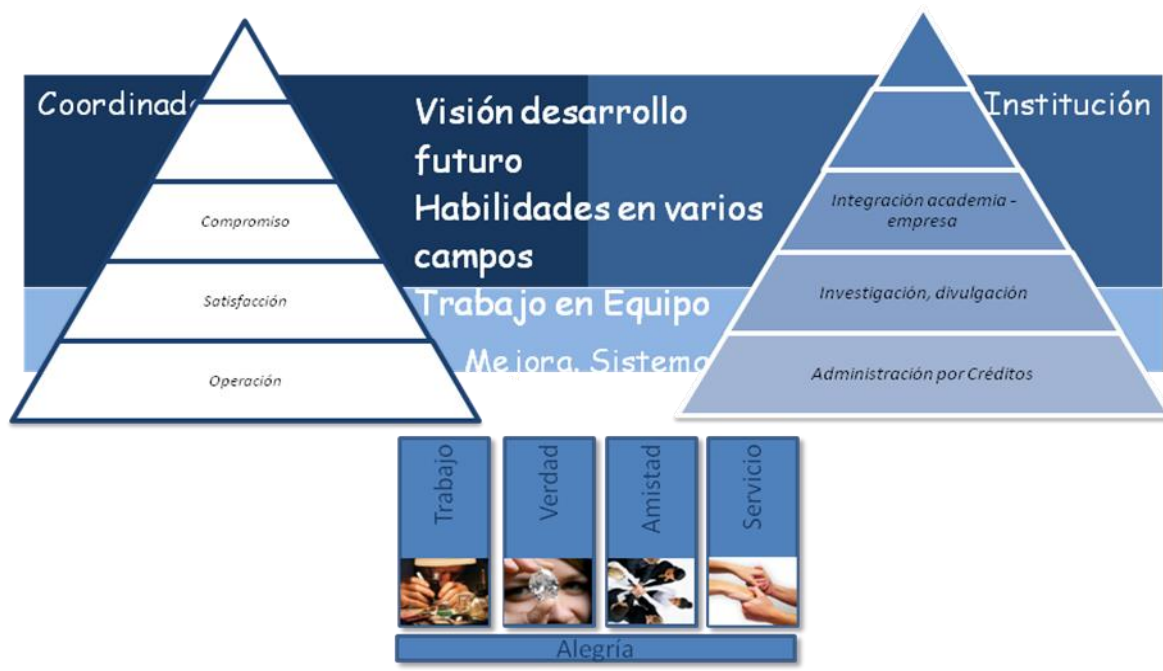 Coordinad
Visión desarrollo
futuro
Habilidades en varios
campos
Trabajo en Equipo
Mejora, Sistema
Institución
Compromiso
Satisfacción
Operación
Integración academia -
empresa
Investigación, divulgación
Administración por Créditos
Trabajo
Verdad
Amistad
Servicio
Alegría